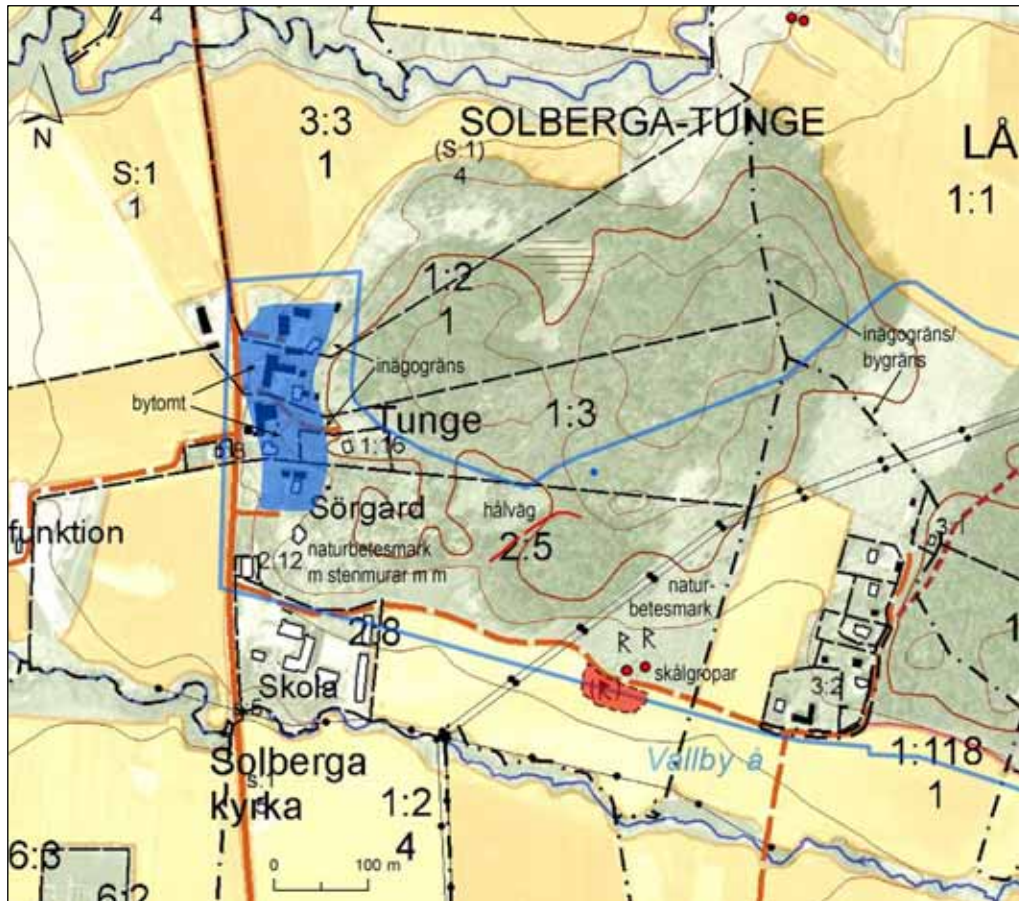 4
N
3:3
1
SOLBERGA-TUNGE
LÅ
1:1
S:1
1
(S:1)
4
1:2
1
inägogräns/
bygräns
inägogräns
bytomt
Tunge
1:3
1:16
Sörgard
hålväg
2:5
funktion
2:12
naturbetesmark
m stenmurar m m
natur-
betesmark
2:8
R R
skålgropar
R
Skola
3:2
Solberga
kyrka
Vallby å
1:118
1
1:2
4
6:3
6:2
0 100 m